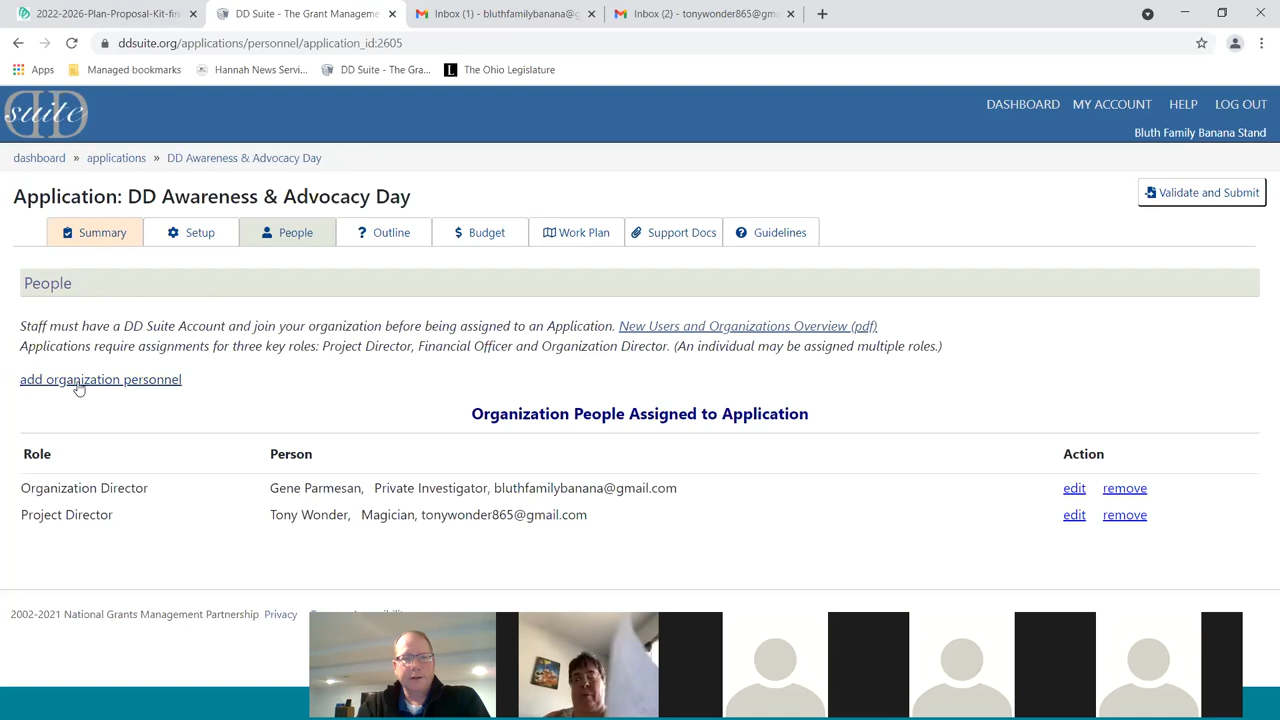 2022-2026-Plan-Proposal-Kit-fin
DD Suite - The Grant Manageme
Inbox (1) - bluthfamilybanana@g
Inbox (2) - tonywonder865@gm
ddsuite.org/applications/personnel/application_id:2605
Apps
Managed bookmarks
Hannah News Servi...
DD Suite - The Gra...
L The Ohio Legislature
DD suite
DASHBOARD MY ACCOUNT HELP LOG OUT
Bluth Family Banana Stand
dashboard » applications » DD Awareness & Advocacy Day
Application: DD Awareness & Advocacy Day
Validate and Submit
Summary
Setup
People
? Outline
$ Budget
Work Plan
Support Docs
Guidelines
People
Staff must have a DD Suite Account and join your organization before being assigned to an Application. New Users and Organizations Overview (pdf)
Applications require assignments for three key roles: Project Director, Financial Officer and Organization Director. (An individual may be assigned multiple roles.)
add organization personnel
Organization People Assigned to Application
Role Person Action
Organization Director Gene Parmesan, Private Investigator, bluthfamilybanana@gmail.com edit remove
Project Director Tony Wonder, Magician, tonywonder865@gmail.com edit remove
2002-2021 National Grants Management Partnership Privacy